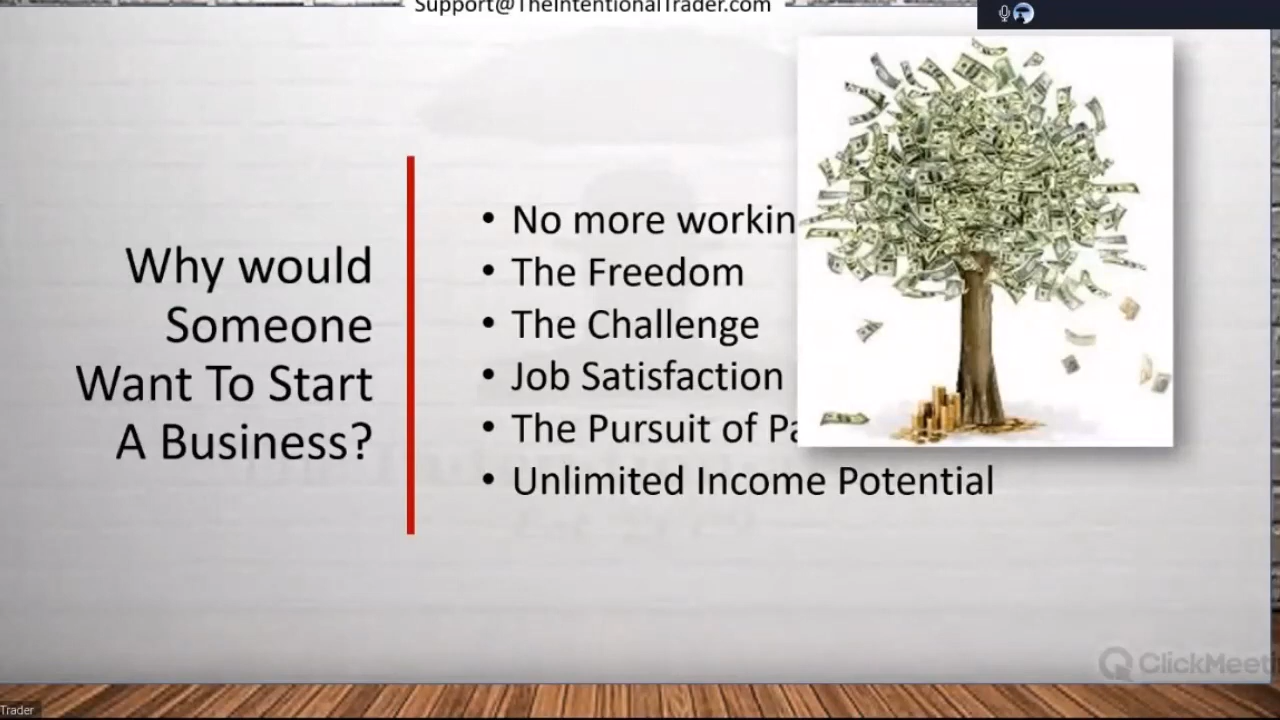 Support@TheIntentionalTrader.com
Why would
Someone
Want To Start
A Business?
• No more workin
• The Freedom
• The Challenge
• Job Satisfaction
• The Pursuit of Pa
• Unlimited Income Potential
ClickMeeti
Trader